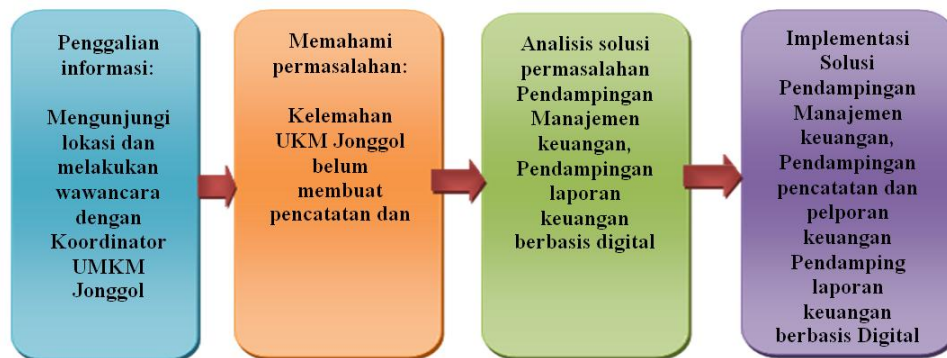 Penggalian
informasi:
Mengunjungi
lokasi dan
melakukan
wawancara
dengan
Koordinator
UMKM
Jonggol
Memahami
permasalahan:
Kelemahan
UKM Jonggol
belum
membuat
pencatatan dan
Analisis solusi
permasalahan
Pendampingan
Manajemen
keuangan,
Pendampingan
laporan
keuangan
berbasis digital
Implementasi
Solusi
Pendampingan
Manajemen
keuangan,
Pendampingan
pencatatan dan
pelporan
keuangan
Pendamping
laporan
keuangan
berbasis Digital